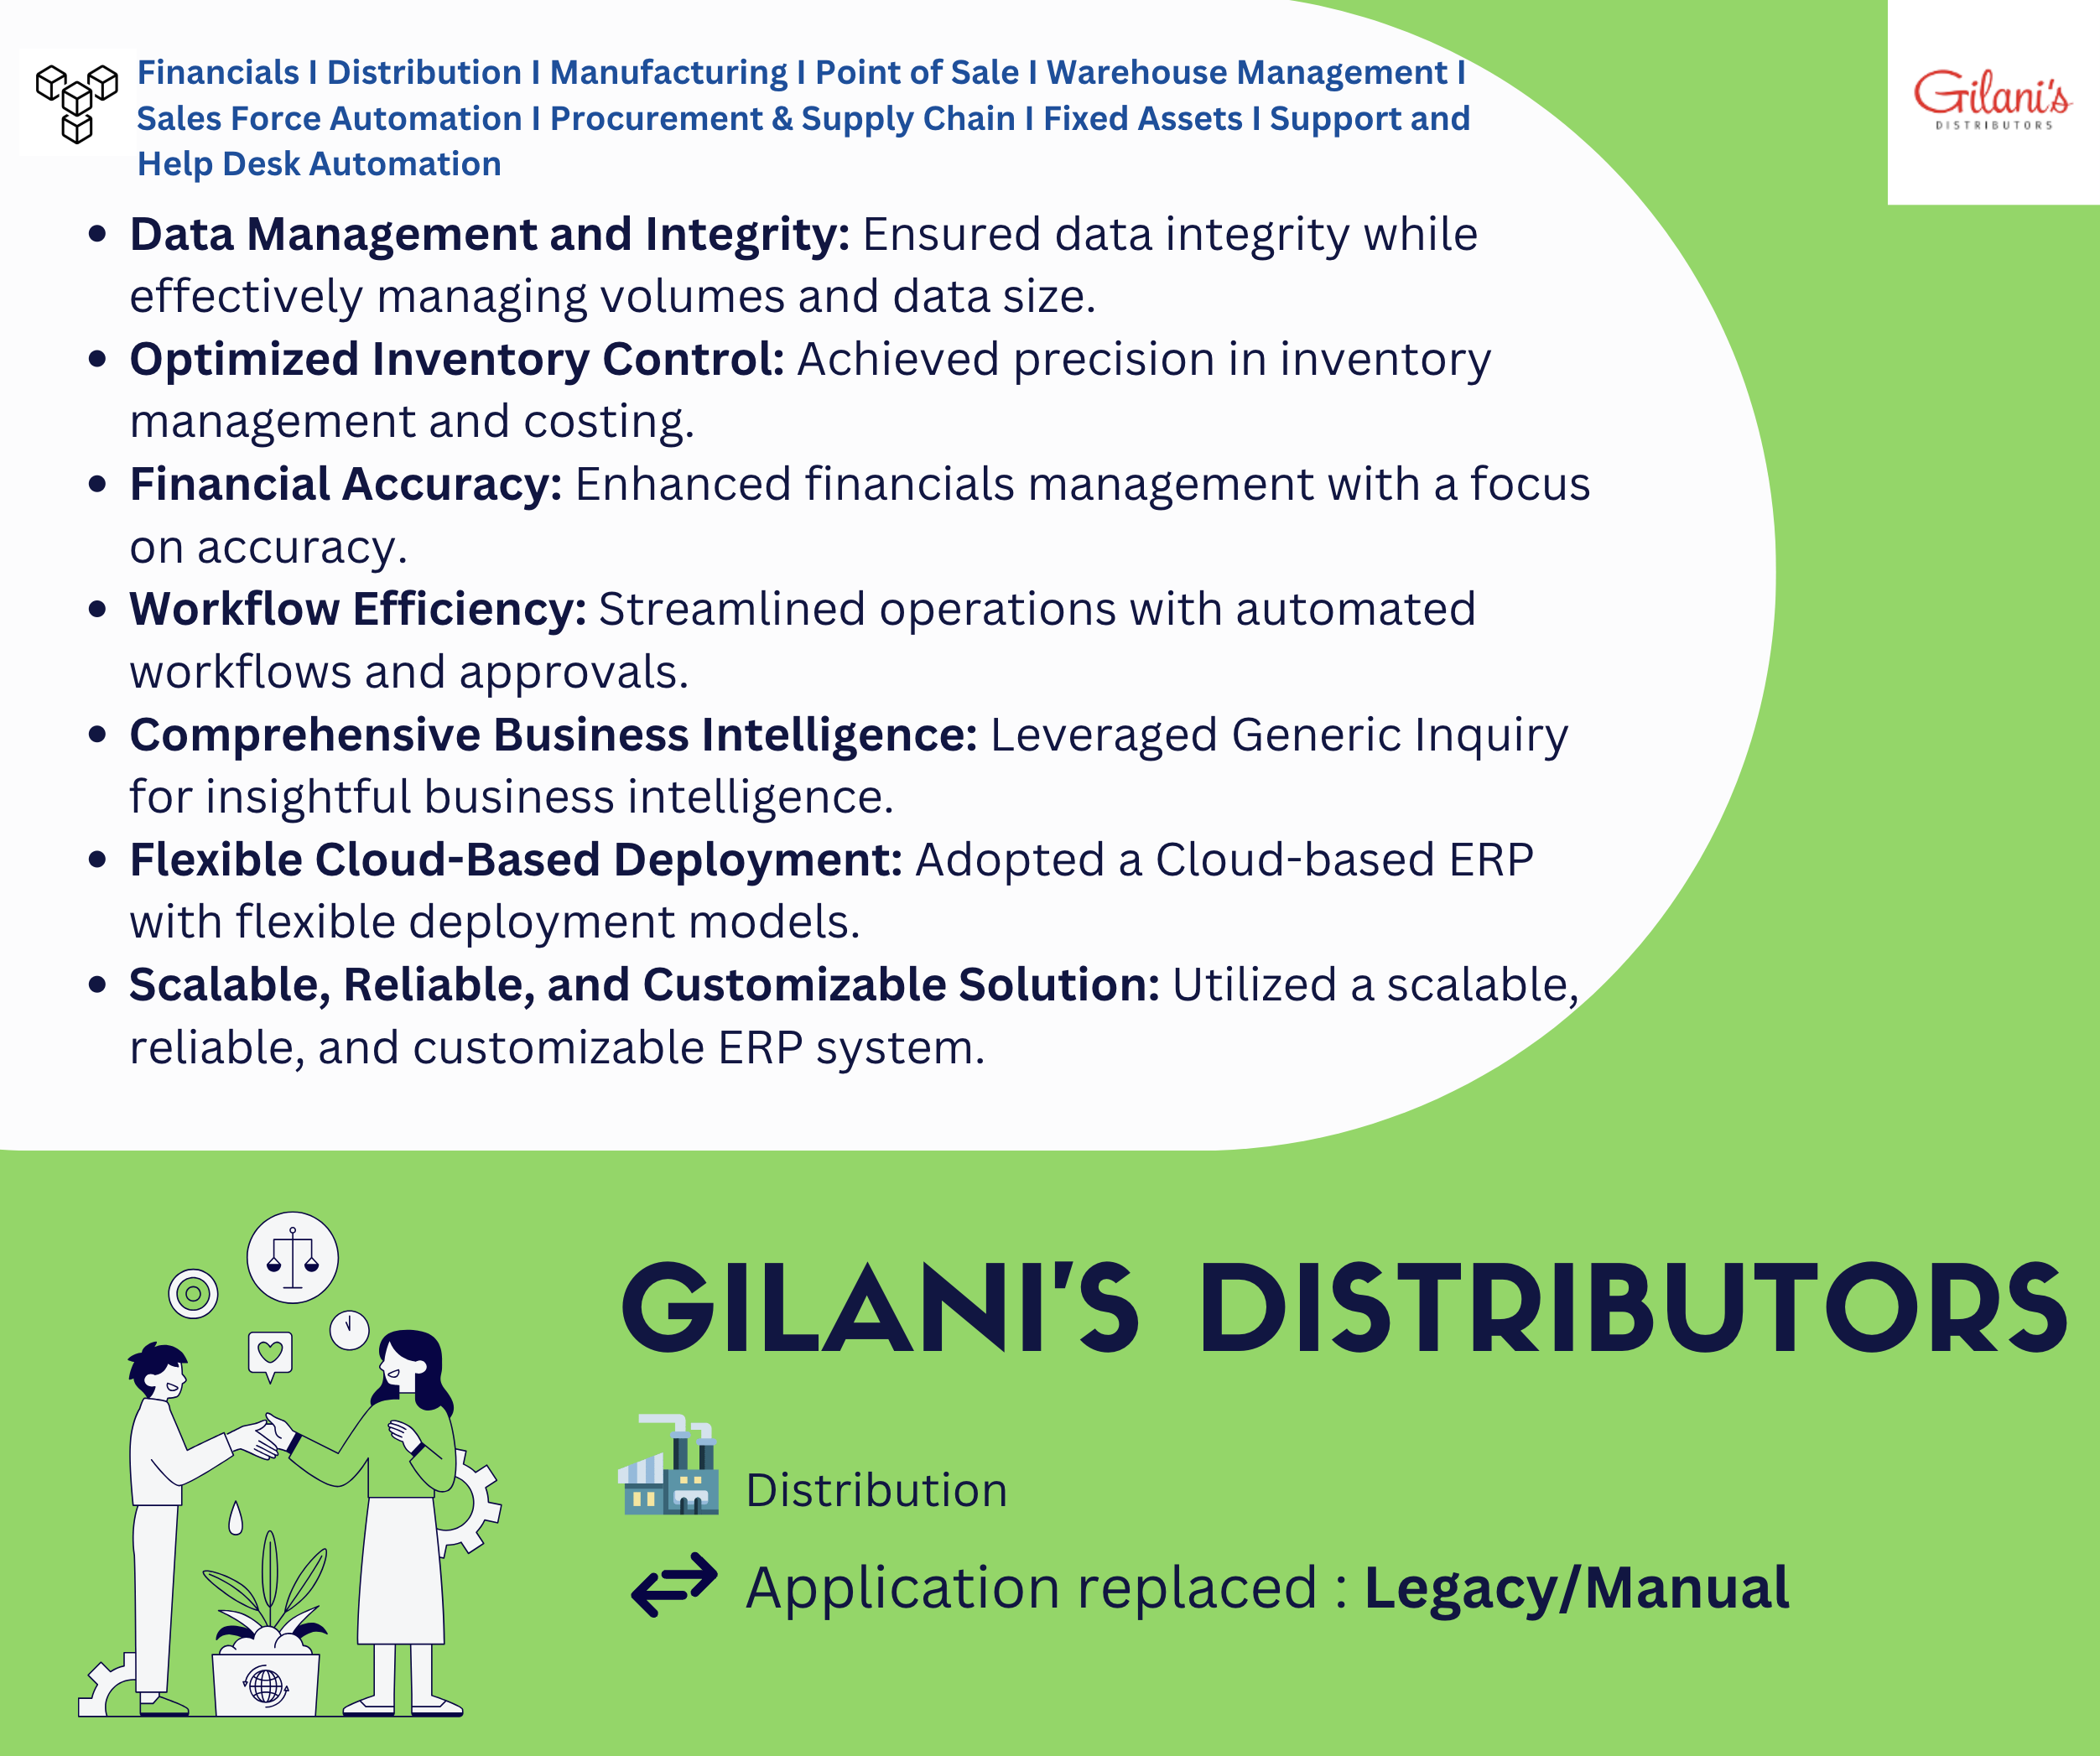 Financials I Distribution I Manufacturing I Point of Sale I Warehouse Management I
Sales Force Automation I Procurement & Supply Chain I Fixed Assets I Support and
Help Desk Automation
Gilani's
DISTRIBUTORS
• Data Management and Integrity: Ensured data integrity while
effectively managing volumes and data size.
• Optimized Inventory Control: Achieved precision in inventory
management and costing.
• Financial Accuracy: Enhanced financials management with a focus
on accuracy.
• Workflow Efficiency: Streamlined operations with automated
workflows and approvals.
• Comprehensive Business Intelligence: Leveraged Generic Inquiry
for insightful business intelligence.
• Flexible Cloud-Based Deployment: Adopted a Cloud-based ERP
with flexible deployment models.
• Scalable, Reliable, and Customizable Solution: Utilized a scalable,
reliable, and customizable ERP system.
GILANI'S DISTRIBUTORS
Distribution
Application replaced : Legacy/Manual